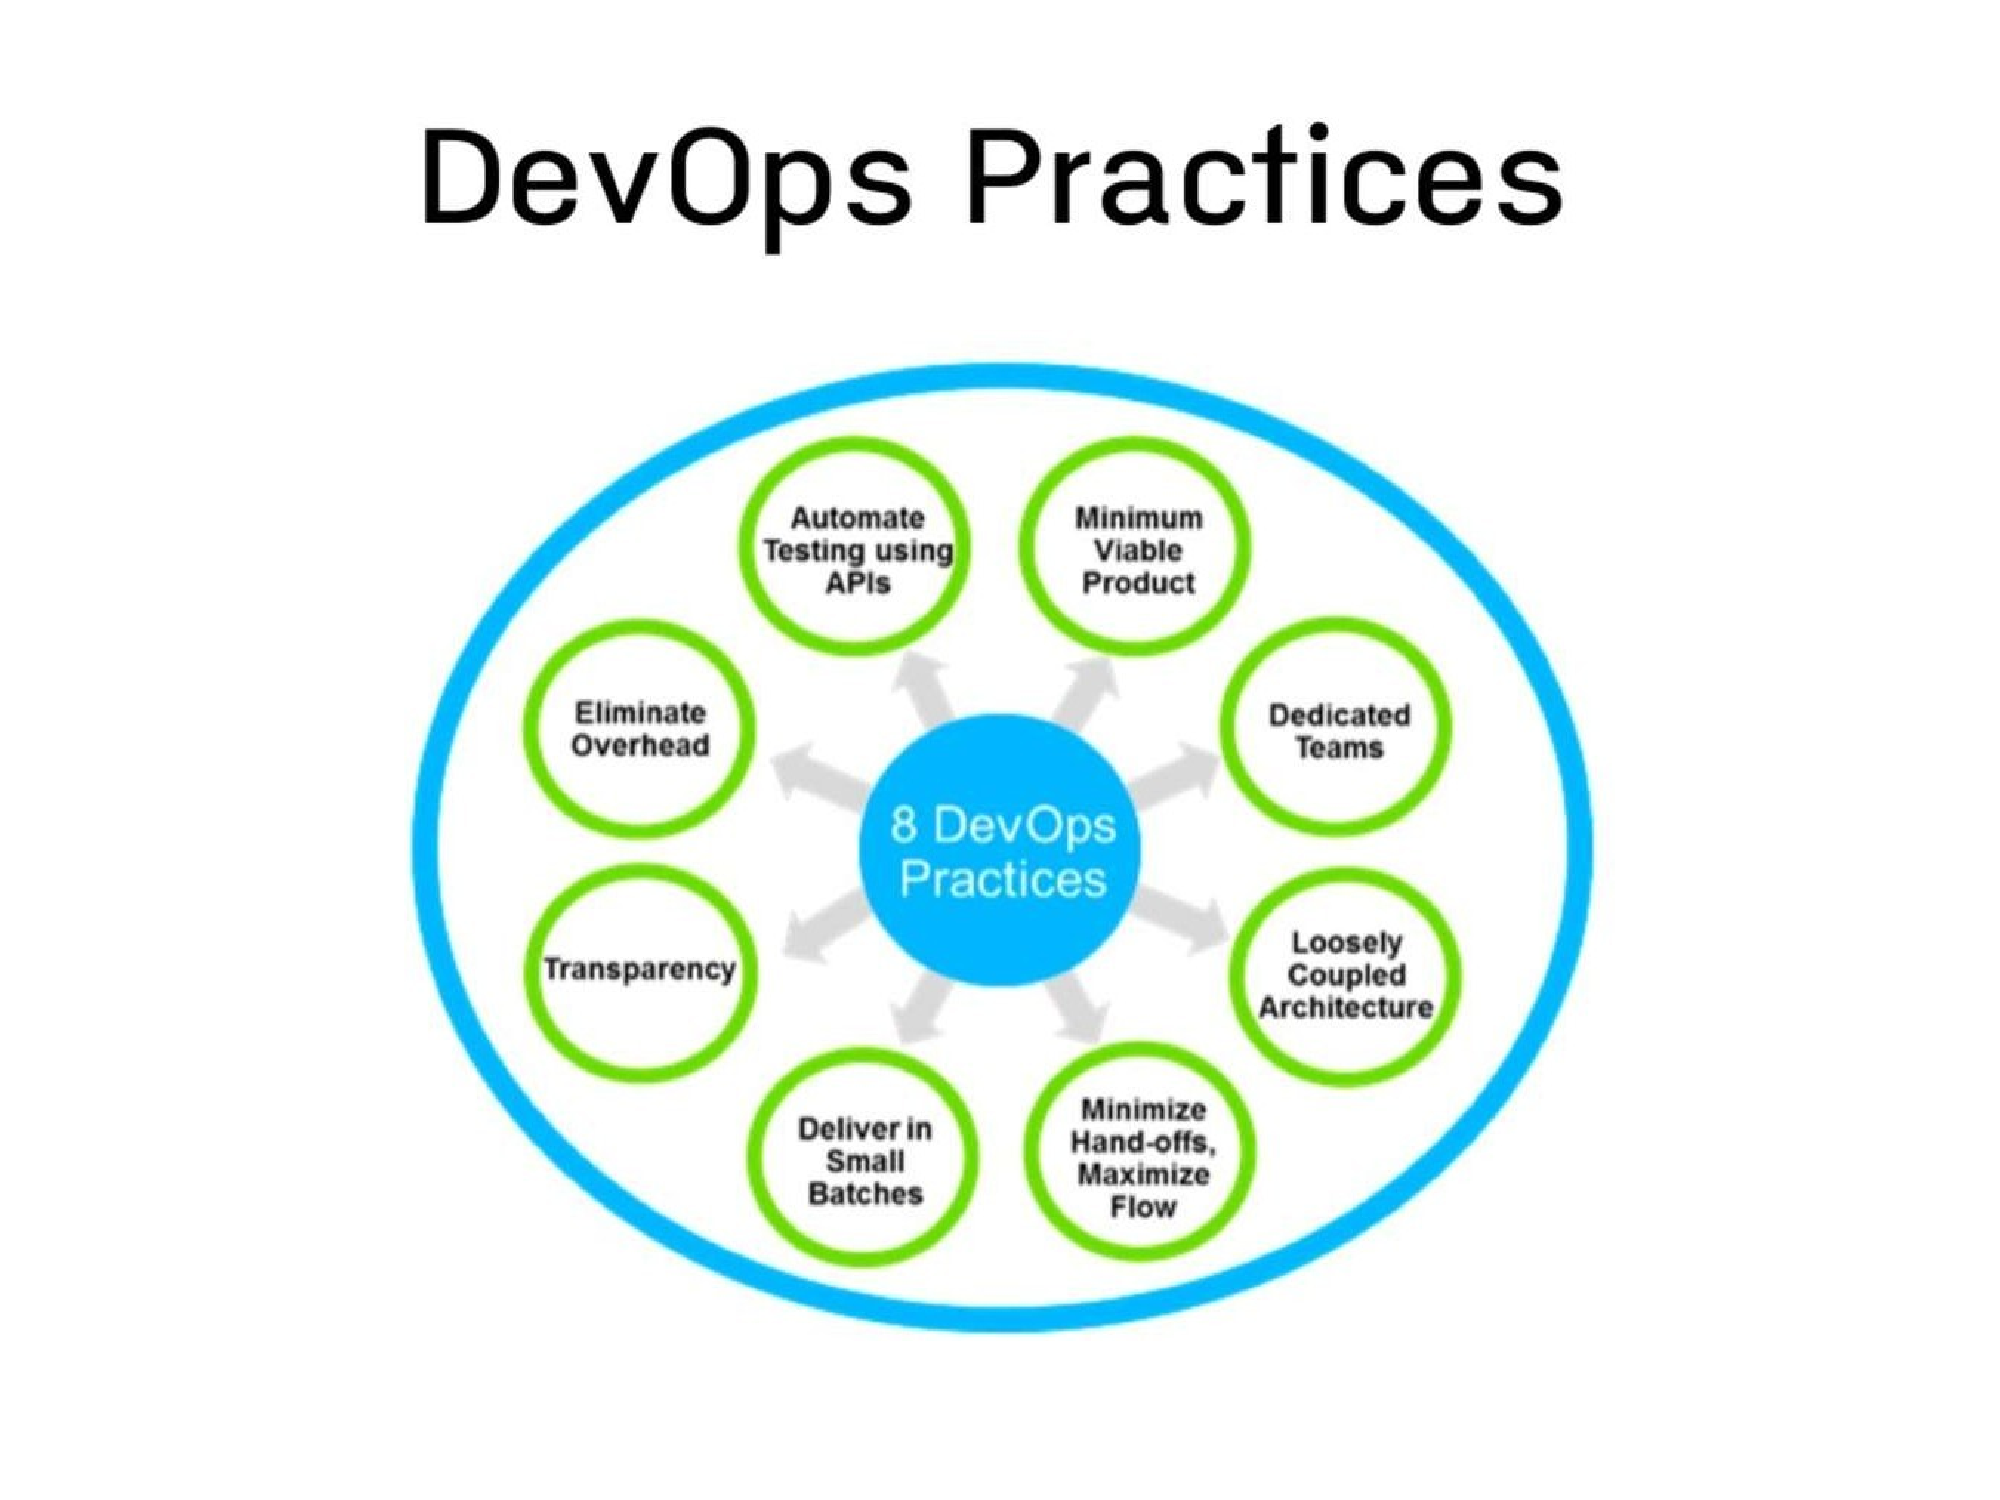 DevOps Practices
Automate
Testing using
APIs
Minimum
Viable
Product
Eliminate
Overhead
Dedicated
Teams
8 DevOps
Practices
Transparency
Loosely
Coupled
Architecture
Deliver in
Small
Batches
Minimize
Hand-offs,
Maximize
Flow